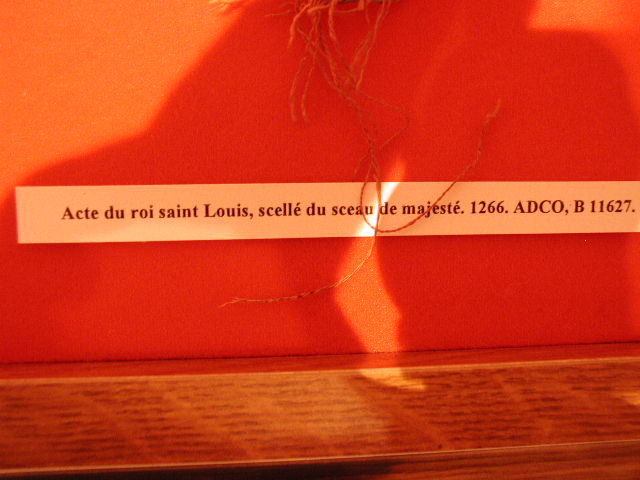 Acte du roi saint Louis, scellé du sceau de majesté. 1266. ADCO, B 11627.